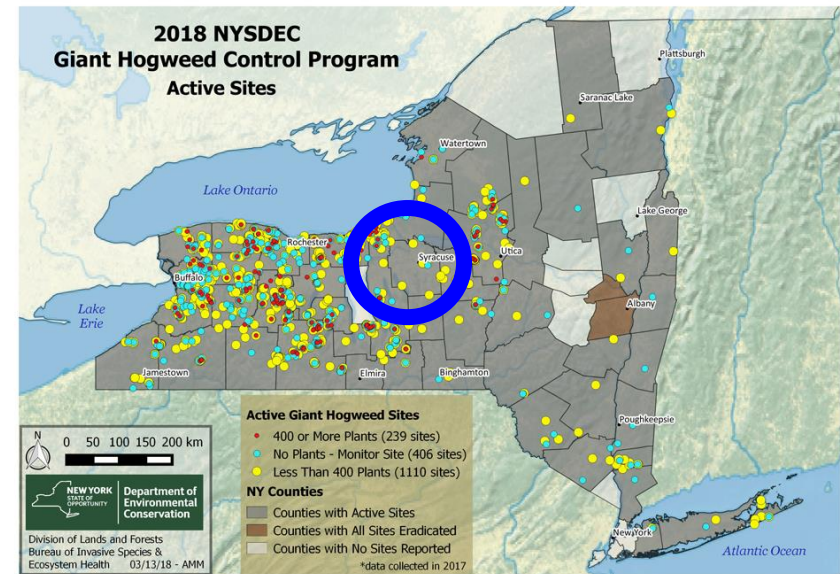 2018 NYSDEC
Giant Hogweed Control Program
Active Sites
Plattsburgh
Saranac Lake
Watertown
Lake Ontario
Lake George
Rochester
Syracuse
Utica
Buffalo
Lake
Erie
Albany
Jamestown
Elmira
Binghamton
Poughkeepsie
New York
Atlantic Ocean
N
0 50 100 150 200 km
NEW YORK
STATE OF
OPPORTUNITY
Department of
Environmental
Conservation
Division of Lands and Forests
Bureau of Invasive Species &
Ecosystem Health 03/13/18 - AMM
Active Giant Hogweed Sites
400 or More Plants (239 sites)
No Plants - Monitor Site (406 sites)
Less Than 400 Plants (1110 sites)
NY Counties
Counties with Active Sites
Counties with All Sites Eradicated
Counties with No Sites Reported
*data collected in 2017